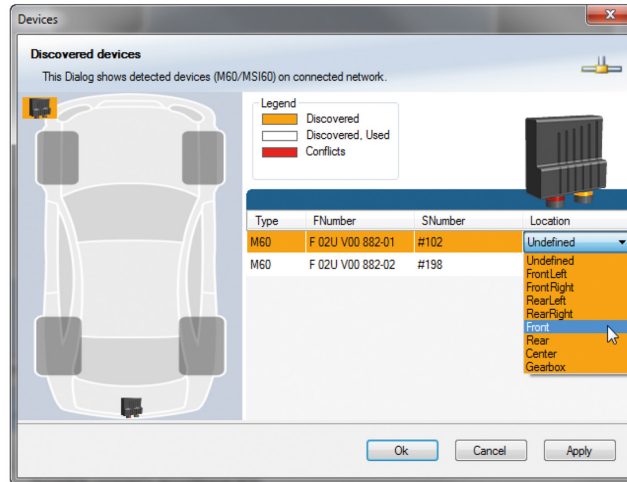 Devices
Discovered devices
This Dialog shows detected devices (M60/MSI60) on connected network.
Legend
Discovered
Discovered, Used
Conflicts
Type FNumber SNumber Location
M60 F 02U V00 882-01 #102 Undefined
M60 F 02U V00 882-02 #198
Undefined
FrontLeft
FrontRight
RearLeft
RearRight
Front
Rear
Center
Gearbox
Ok Cancel Apply